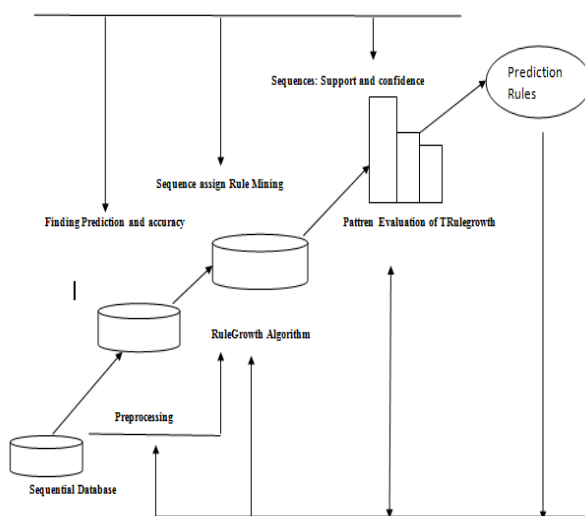 Sequences: Support and confidence
Prediction
Rules
Sequence assign Rule Mining
Finding Prediction and accuracy
Pattren Evaluation of TRulegrowth
RuleGrowth Algorithm
Preprocessing
Sequential Database